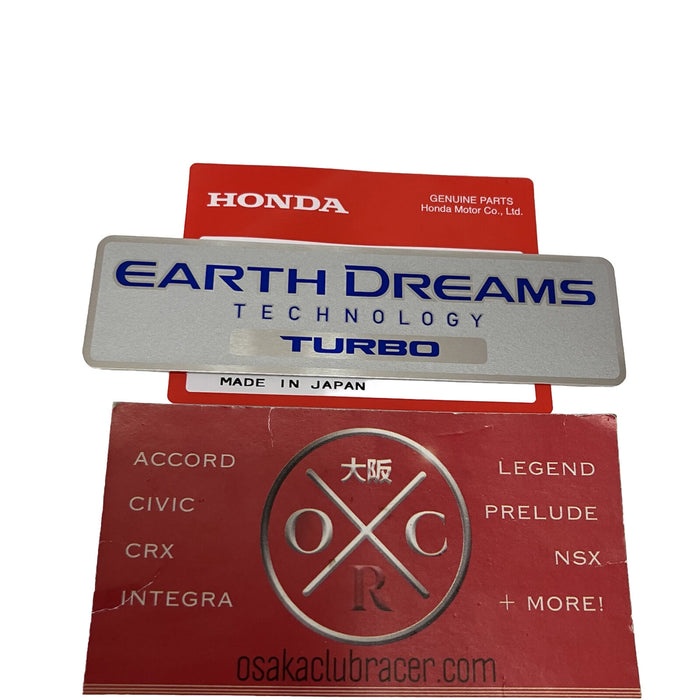 HONDA
GENUINE PARTS
Honda Motor Co., Ltd.
EARTH DREAMS
TECHNOLOGY
TURBO
MADE IN JAPAN
ACCORD
CIVIC
CRX
INTEGRA
大阪
O C
R
LEGEND
PRELUDE
NSX
+ MORE!
osakaclubracer.com